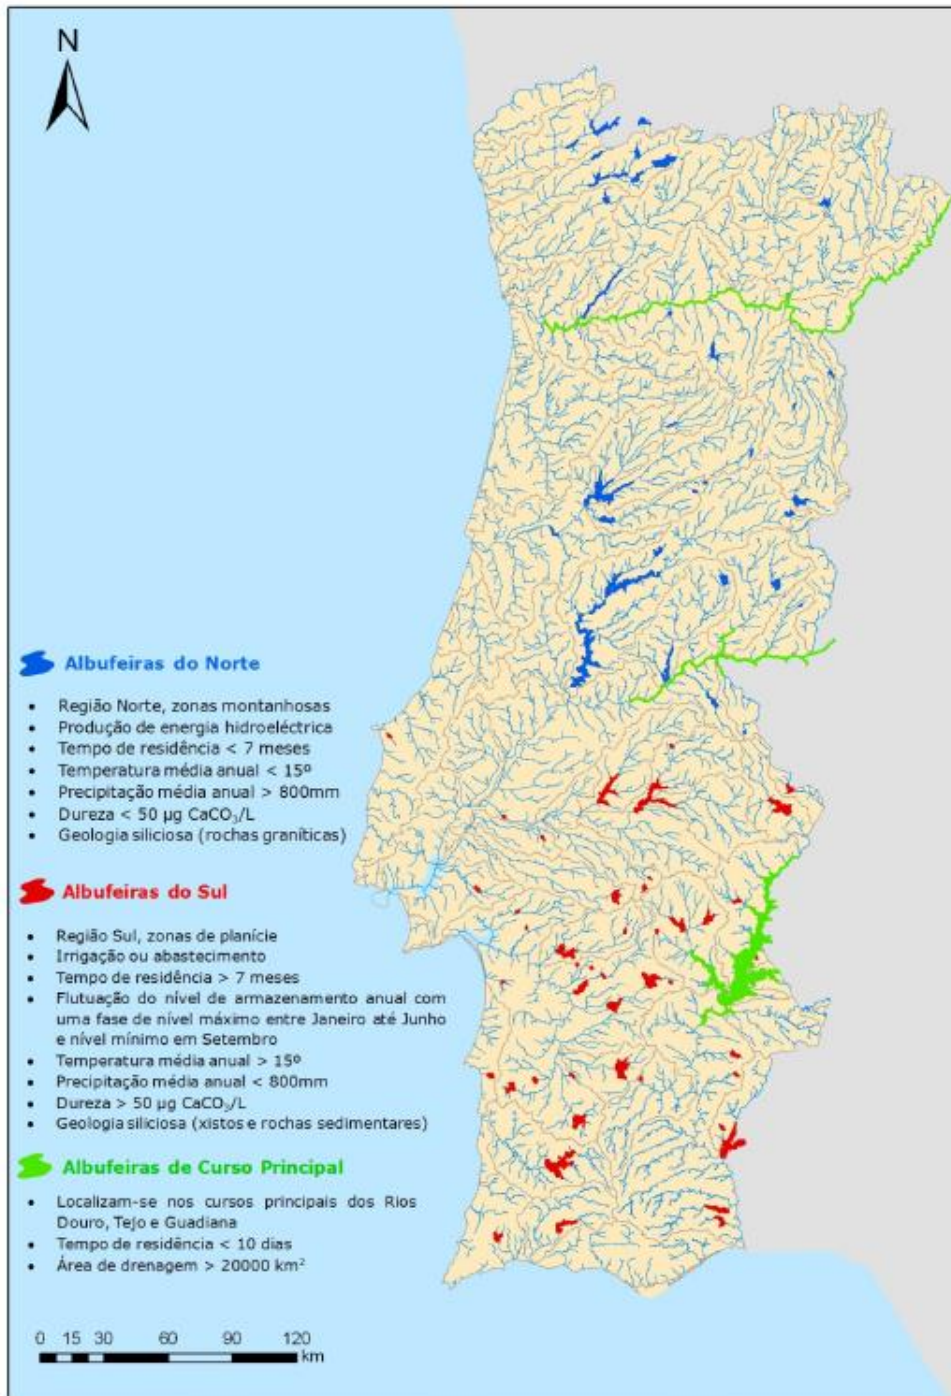 N
Albufeiras do Norte
• Região Norte, zonas montanhosas
• Produção de energia hidroeléctrica
• Tempo de residência < 7 meses
• Temperatura média anual < 15º
• Precipitação média anual > 800mm
• Dureza < 50 µg CaCO3/L
• Geologia siliciosa (rochas graníticas)
Albufeiras do Sul
• Região Sul, zonas de planície
• Irrigação ou abastecimento
• Tempo de residência > 7 meses
• Flutuação do nível de armazenamento anual com
uma fase de nível máximo entre Janeiro até Junho
e nível mínimo em Setembro
• Temperatura média anual > 15º
• Precipitação média anual < 800mm
• Dureza > 50 µg CaCO3/L
• Geologia siliciosa (xistos e rochas sedimentares)
Albufeiras de Curso Principal
• Localizam-se nos cursos principais dos Rios
Douro, Tejo e Guadiana
• Tempo de residência < 10 dias
• Área de drenagem > 20000 km²
0 15 30 60 90 120
km